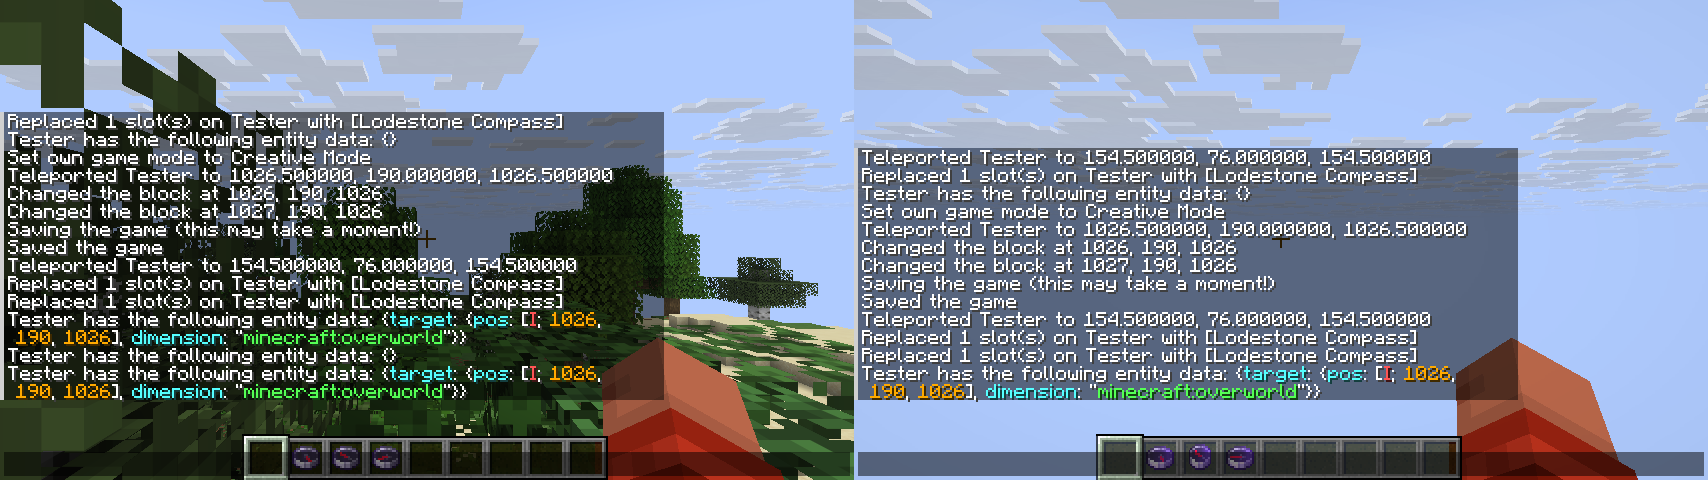 Replaced 1 slot(s) on Tester with [Lodestone Compass]
Tester has the following entity data: {}
Set own game mode to Creative Mode
Teleported Tester to 1026.500000, 190.000000, 1026.500000
Changed the block at 1026, 190, 1026
Changed the block at 1027, 190, 1026
Saving the game (this may take a moment!)
Saved the game
Teleported Tester to 154.500000, 76.000000, 154.500000
Replaced 1 slot(s) on Tester with [Lodestone Compass]
Replaced 1 slot(s) on Tester with [Lodestone Compass]
Tester has the following entity data: {target: {pos: [I; 1026,
190, 1026], dimension: "minecraft:overworld"}}
Tester has the following entity data: {}
Tester has the following entity data: {target: {pos: [I; 1026,
190, 1026], dimension: "minecraft:overworld"}}
Teleported Tester to 154.500000, 76.000000, 154.500000
Replaced 1 slot(s) on Tester with [Lodestone Compass]
Tester has the following entity data: {}
Set own game mode to Creative Mode
Teleported Tester to 1026.500000, 190.000000, 1026.500000
Changed the block at 1026, 190, 1026
Changed the block at 1027, 190, 1026
Saving the game (this may take a moment!)
Saved the game
Teleported Tester to 154.500000, 76.000000, 154.500000
Replaced 1 slot(s) on Tester with [Lodestone Compass]
Replaced 1 slot(s) on Tester with [Lodestone Compass]
Tester has the following entity data: {target: {pos: [I; 1026,
190, 1026], dimension: "minecraft:overworld"}}